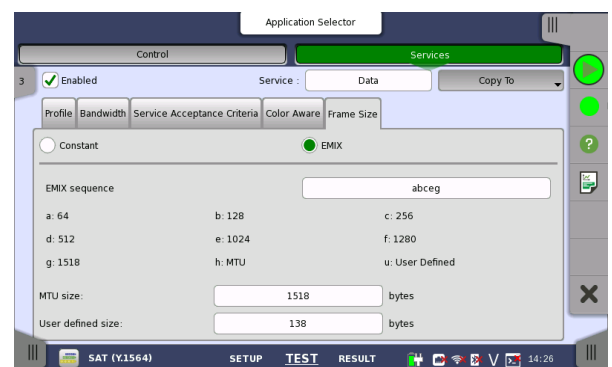 Application Selector
Control Services
3 Enabled Service : Data Copy To
Profile Bandwidth Service Acceptance Criteria Color Aware Frame Size
Constant EMIX
EMIX sequence abceg
a: 64 b: 128 c: 256
d: 512 e: 1024 f: 1280
g: 1518 h: MTU u: User Defined
MTU size: 1518 bytes
User defined size: 138 bytes
SAT (Y.1564) SETUP TEST RESULT V 14:26